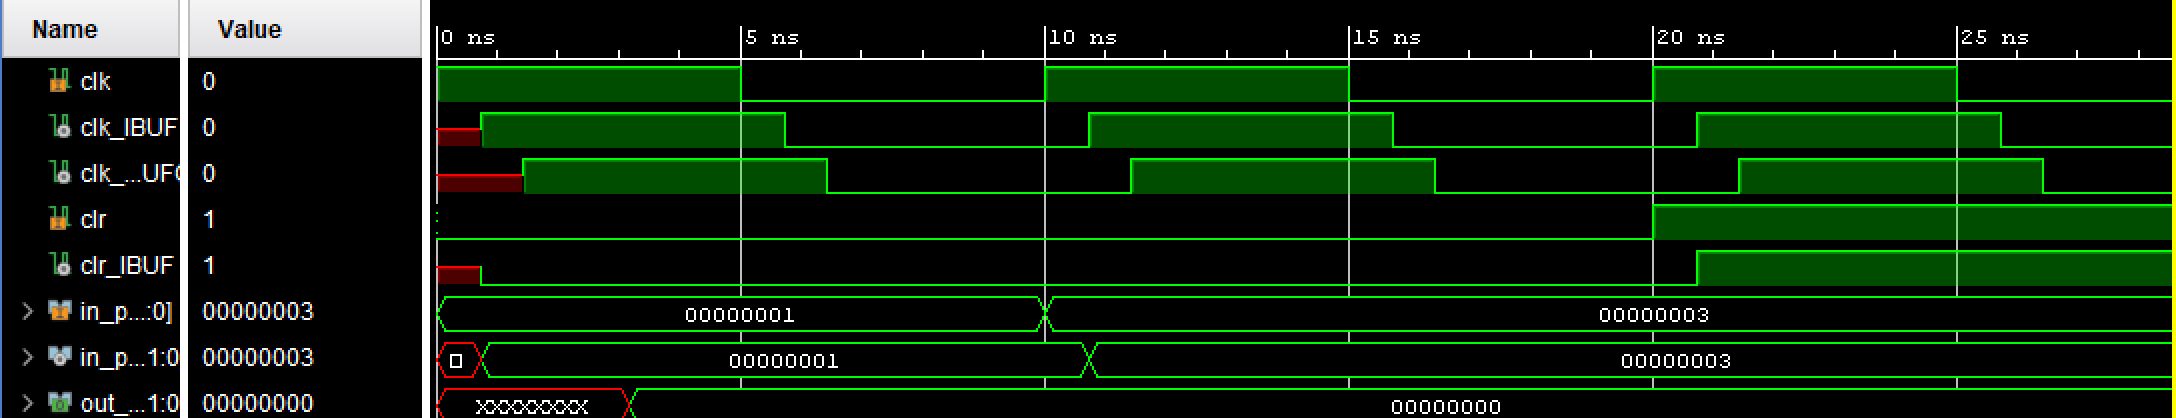 Name Value 0 ns 5 ns 10 ns 15 ns 20 ns 25 ns
clk 0
clk_IBUF 0
clk_...UFG 0
clr 1
clr_IBUF 1
in_p...:0] 00000003 00000001 00000003
in_p...1:0 00000003 00000001 00000003
out_...1:0 00000000 XXXXXXXX 00000000